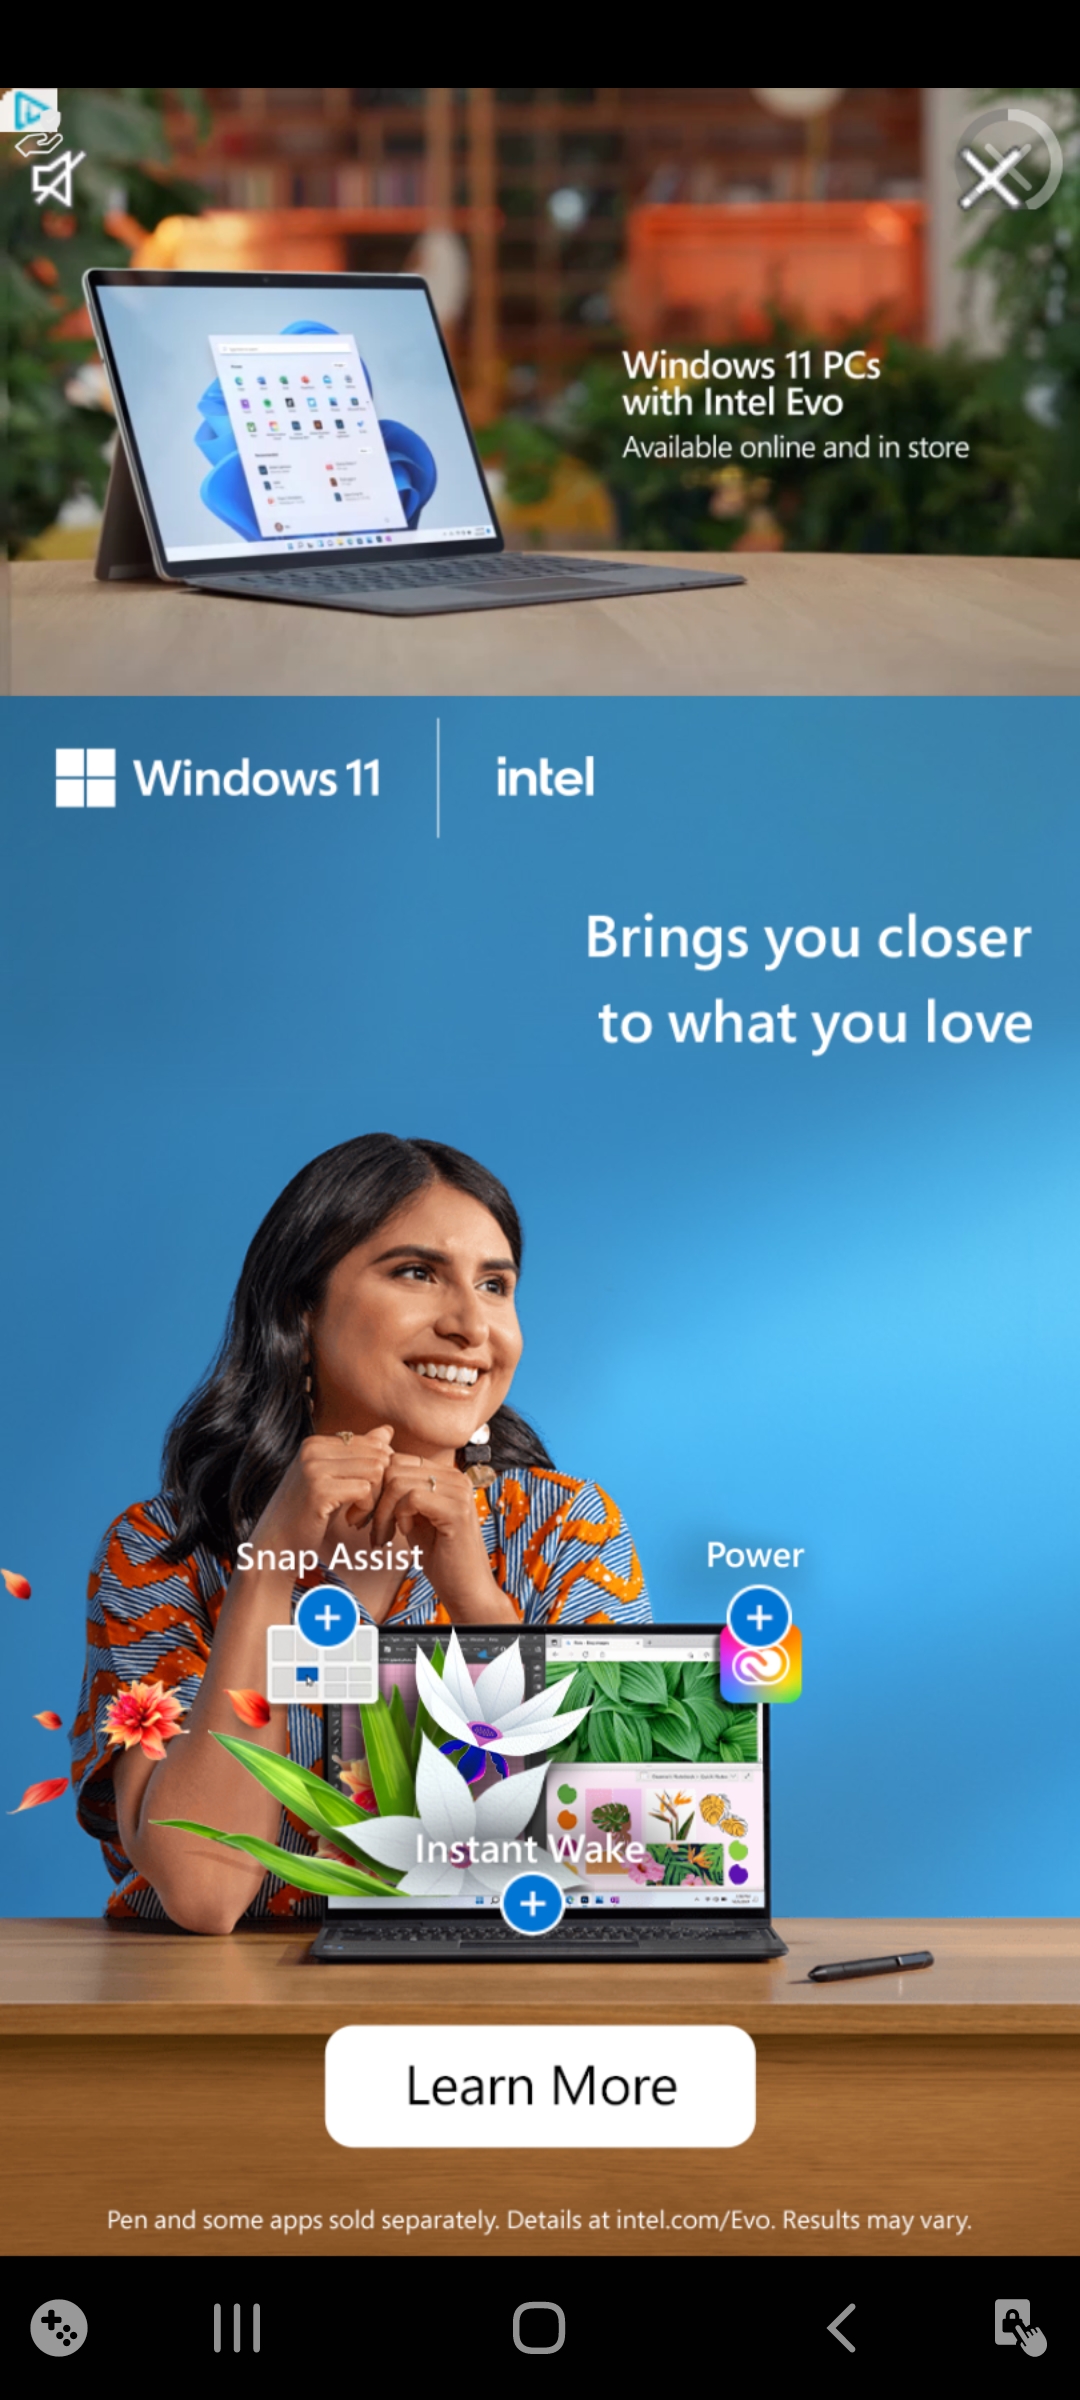 Windows 11 PCs
with Intel Evo
Available online and in store
Windows 11
intel
Brings you closer
to what you love
Snap Assist
Power
Instant Wake
Learn More
Pen and some apps sold separately. Details at intel.com/Evo. Results may vary.